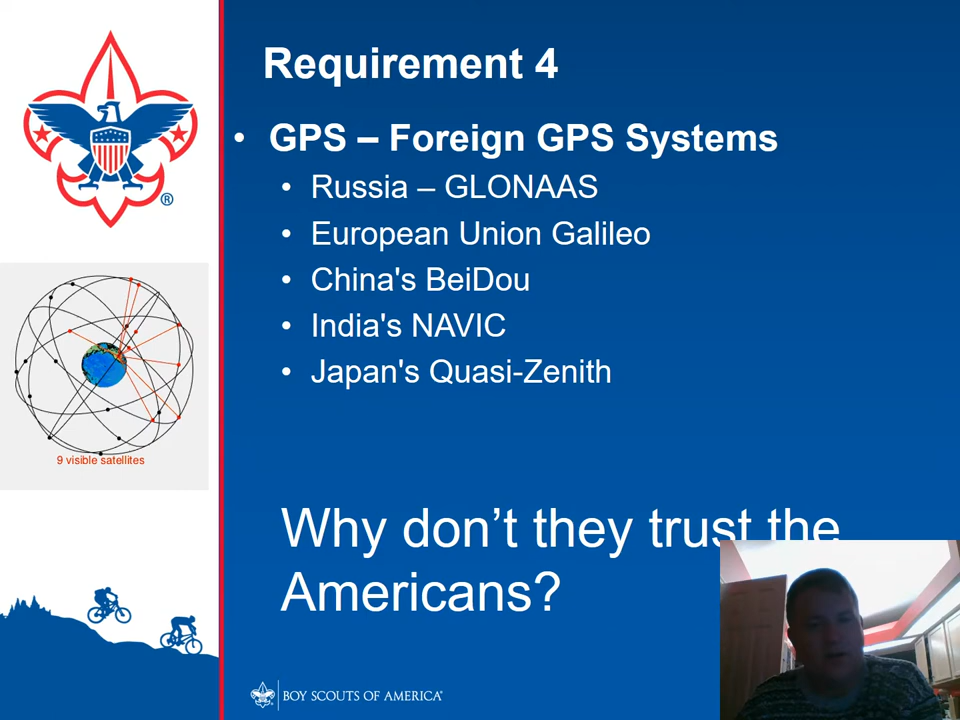 Requirement 4
• GPS – Foreign GPS Systems
• Russia – GLONAAS
• European Union Galileo
• China's BeiDou
• India's NAVIC
• Japan's Quasi-Zenith
9 visible satellites
Why don’t they trust the
Americans?
BOY SCOUTS OF AMERICA®
®